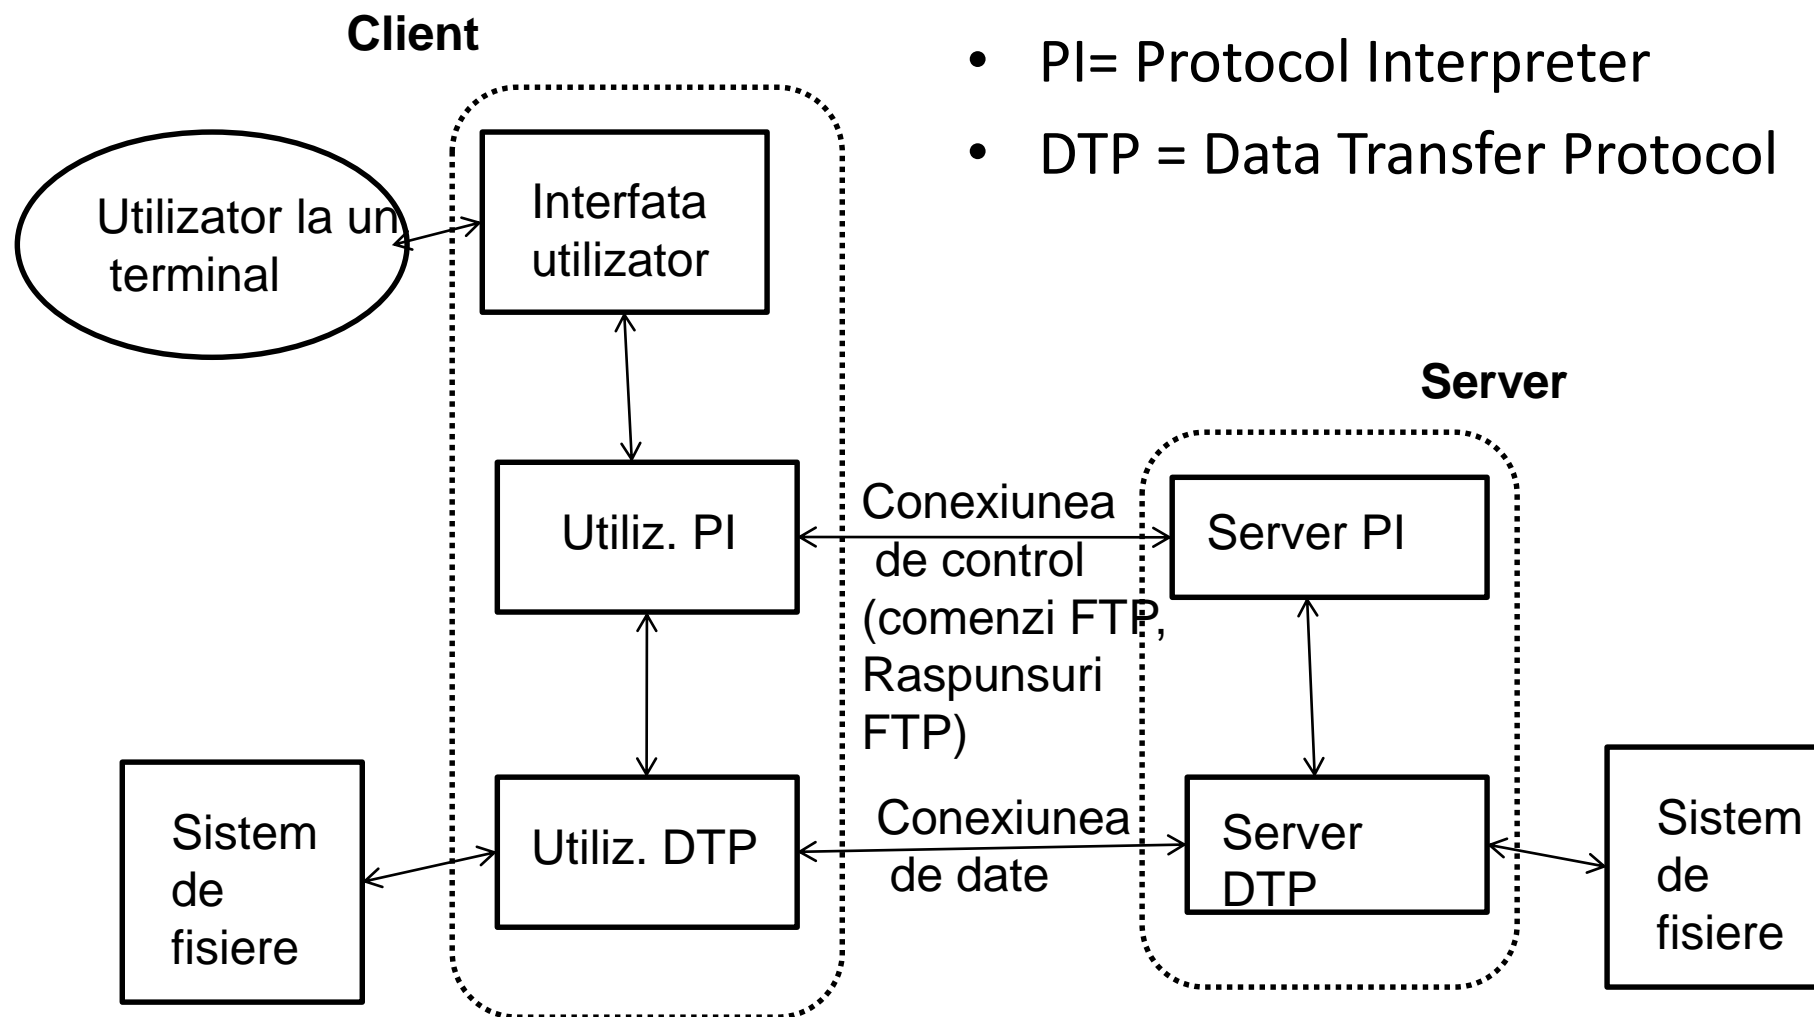 Client
• PI= Protocol Interpreter
• DTP = Data Transfer Protocol
Utilizator la un
terminal
Interfata
utilizator
Server
Utiliz. PI
Conexiunea
de control
(comenzi FTP,
Raspunsuri
FTP)
Server PI
Sistem
de
fisiere
Utiliz. DTP
Conexiunea
de date
Server
DTP
Sistem
de
fisiere